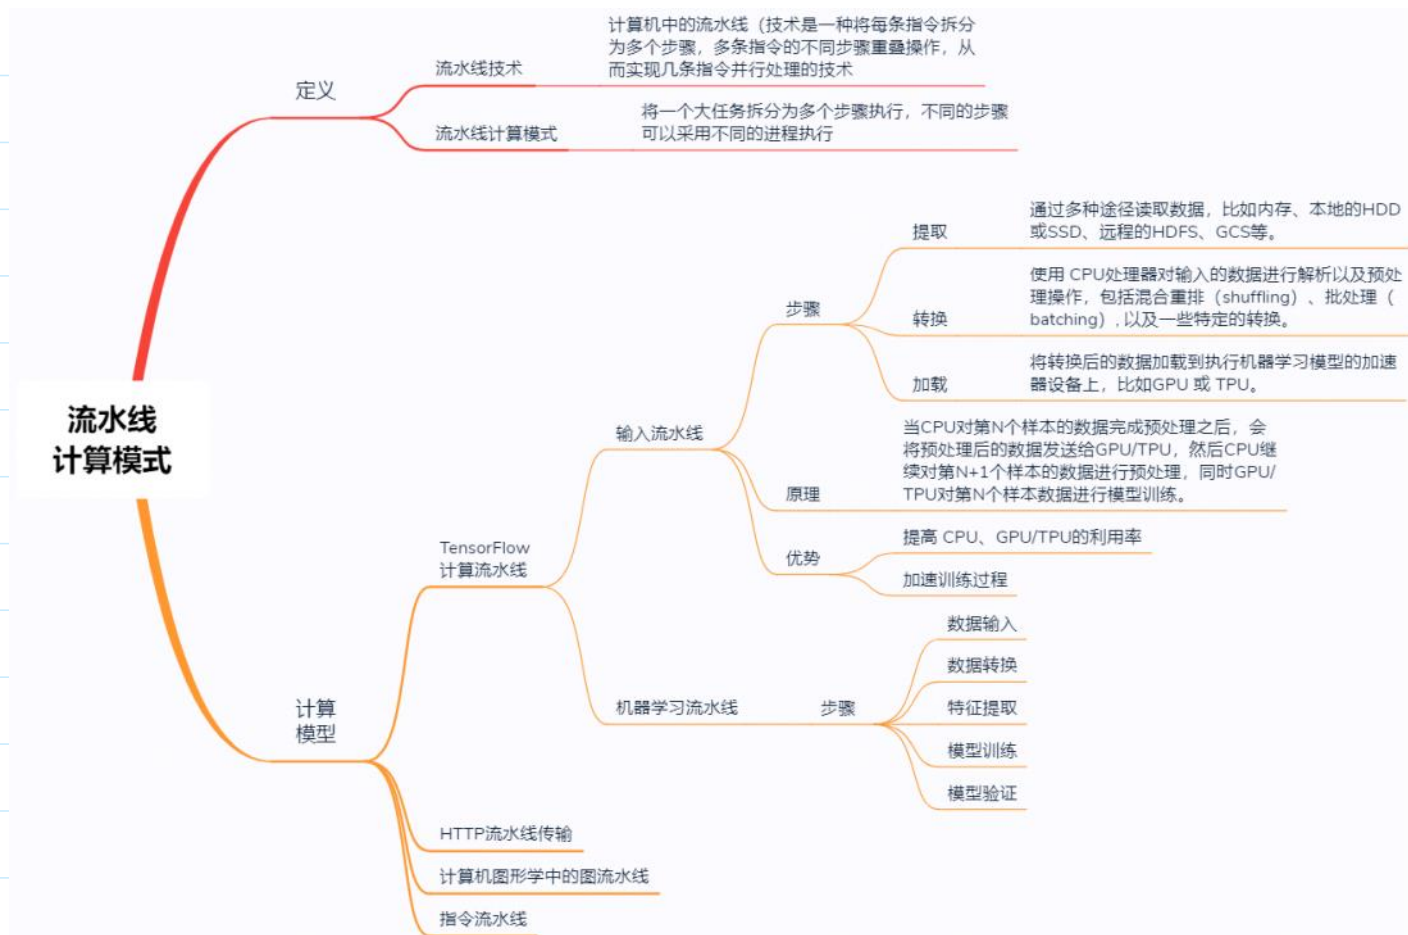 流水线
计算模式
定义
流水线技术
计算机中的流水线（技术是一种将每条指令拆分
为多个步骤，多条指令的不同步骤重叠操作，从
而实现几条指令并行处理的技术
流水线计算模式
将一个大任务拆分为多个步骤执行，不同的步骤
可以采用不同的进程执行
计算
模型
TensorFlow
计算流水线
输入流水线
步骤
提取
通过多种途径读取数据，比如内存、本地的HDD
或SSD、远程的HDFS、GCS等。
转换
使用 CPU处理器对输入的数据进行解析以及预处
理操作，包括混合重排（shuffling）、批处理（
batching）, 以及一些特定的转换。
加载
将转换后的数据加载到执行机器学习模型的加速
器设备上，比如GPU 或 TPU。
原理
当CPU对第N个样本的数据完成预处理之后，会
将预处理后的数据发送给GPU/TPU，然后CPU继
续对第N+1个样本的数据进行预处理，同时GPU/
TPU对第N个样本数据进行模型训练。
优势
提高 CPU、GPU/TPU的利用率
加速训练过程
机器学习流水线
步骤
数据输入
数据转换
特征提取
模型训练
模型验证
HTTP流水线传输
计算机图形学中的图流水线
指令流水线